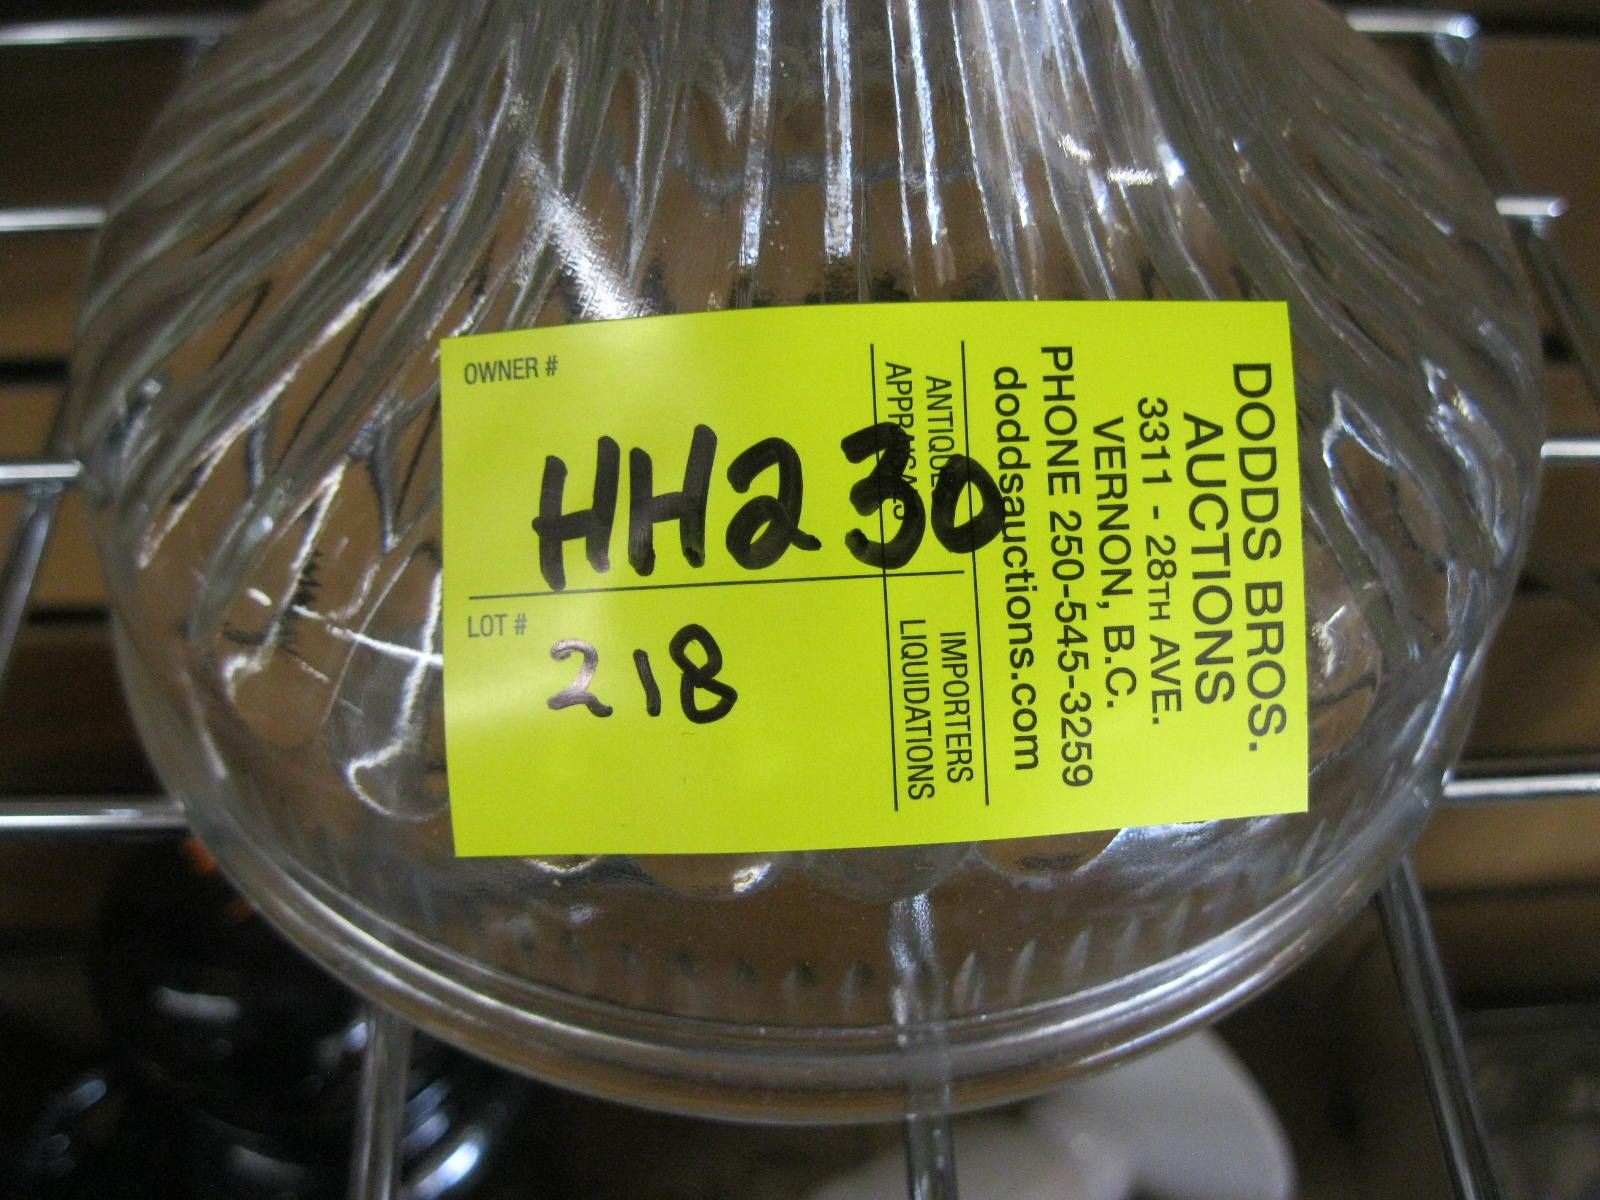 DODDS BROS.
AUCTIONS
3311 - 28TH AVE.
VERNON, B.C.
PHONE 250-545-3259
doddsauctions.com
ANTIQUES
APPRAISALS
IMPORTERS
LIQUIDATIONS
OWNER #
HH230
LOT #
218